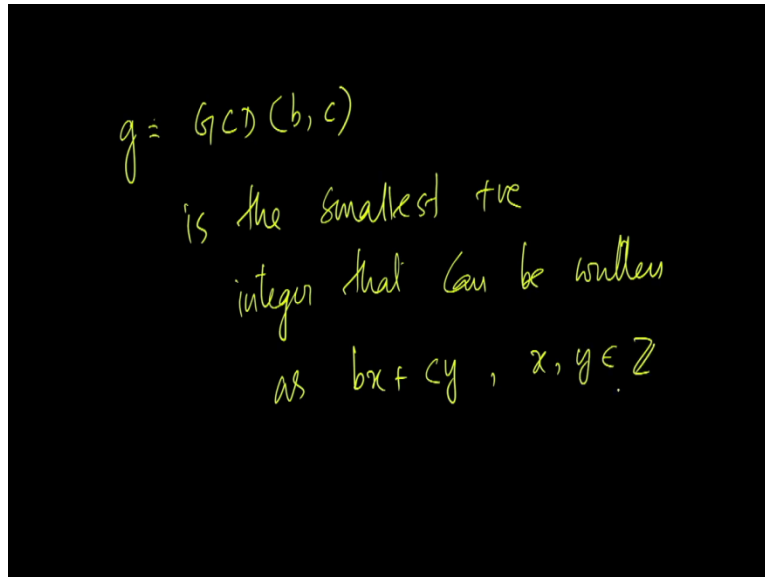 g = GCD (b, c)
is the smallest +ve
integer that can be written
as bx + cy , x, y ∈ ℤ